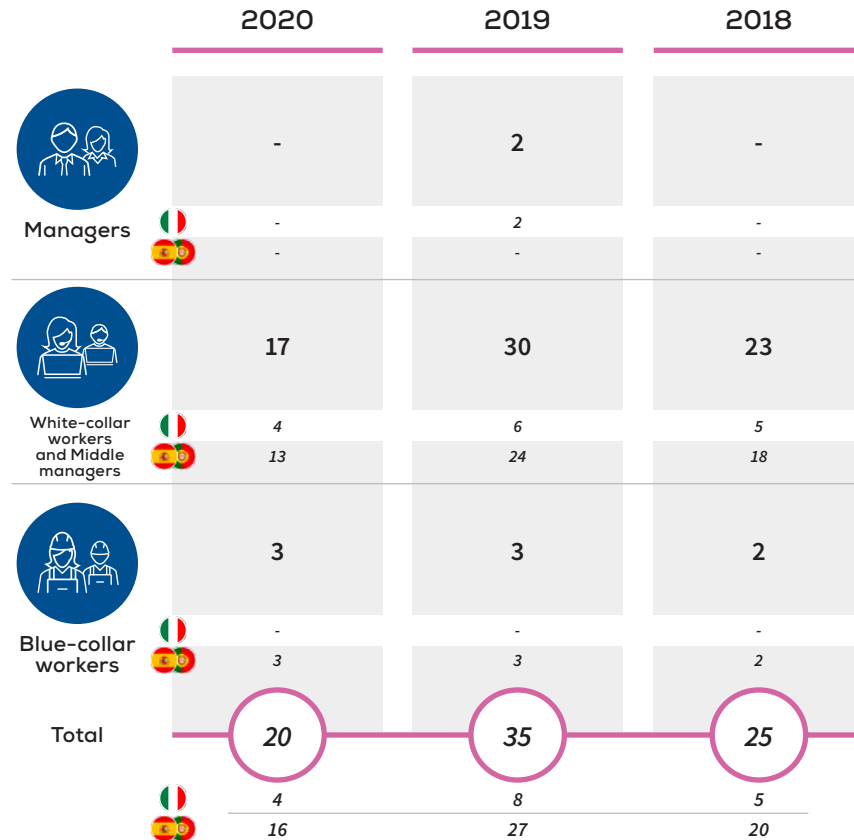 2020 2019 2018
- 2 -
Managers
- 2 -
- - -
17 30 23
White-collar
workers
and Middle
managers
4 6 5
13 24 18
3 3 2
Blue-collar
workers
- - -
3 3 2
Total 20 35 25
4 8 5
16 27 20